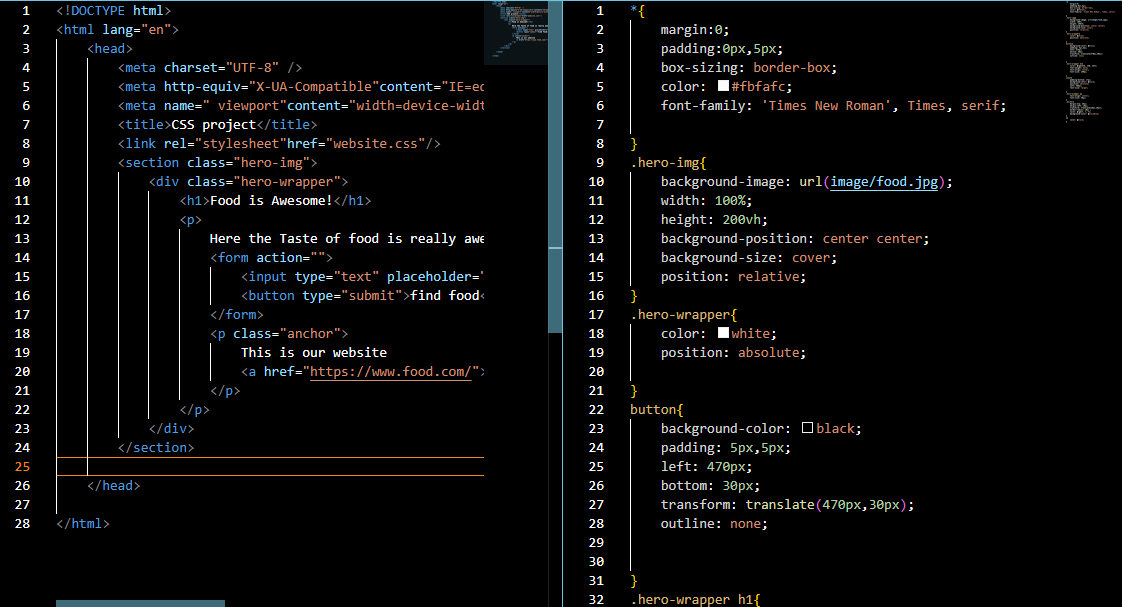 1 <!DOCTYPE html>
2 <html lang="en">
3 <head>
4 <meta charset="UTF-8" />
5 <meta http-equiv="X-UA-Compatible"content="IE=ed
6 <meta name=" viewport"content="width=device-widt
7 <title>CSS project</title>
8 <link rel="stylesheet"href="website.css"/>
9 <section class="hero-img">
10 <div class="hero-wrapper">
11 <h1>Food is Awesome!</h1>
12 <p>
13 Here the Taste of food is really awe
14 <form action="">
15 <input type="text" placeholder="
16 <button type="submit">find food<
17 </form>
18 <p class="anchor">
19 This is our website
20 <a href="https://www.food.com/">
21 </p>
22 </p>
23 </div>
24 </section>
25
26 </head>
27
28 </html>
1 *{
2 margin:0;
3 padding:0px,5px;
4 box-sizing: border-box;
5 color: #fbfafc;
6 font-family: 'Times New Roman', Times, serif;
7
8 }
9 .hero-img{
10 background-image: url(image/food.jpg);
11 width: 100%;
12 height: 200vh;
13 background-position: center center;
14 background-size: cover;
15 position: relative;
16 }
17 .hero-wrapper{
18 color: white;
19 position: absolute;
20
21 }
22 button{
23 background-color: black;
24 padding: 5px,5px;
25 left: 470px;
26 bottom: 30px;
27 transform: translate(470px,30px);
28 outline: none;
29
30
31 }
32 .hero-wrapper h1{